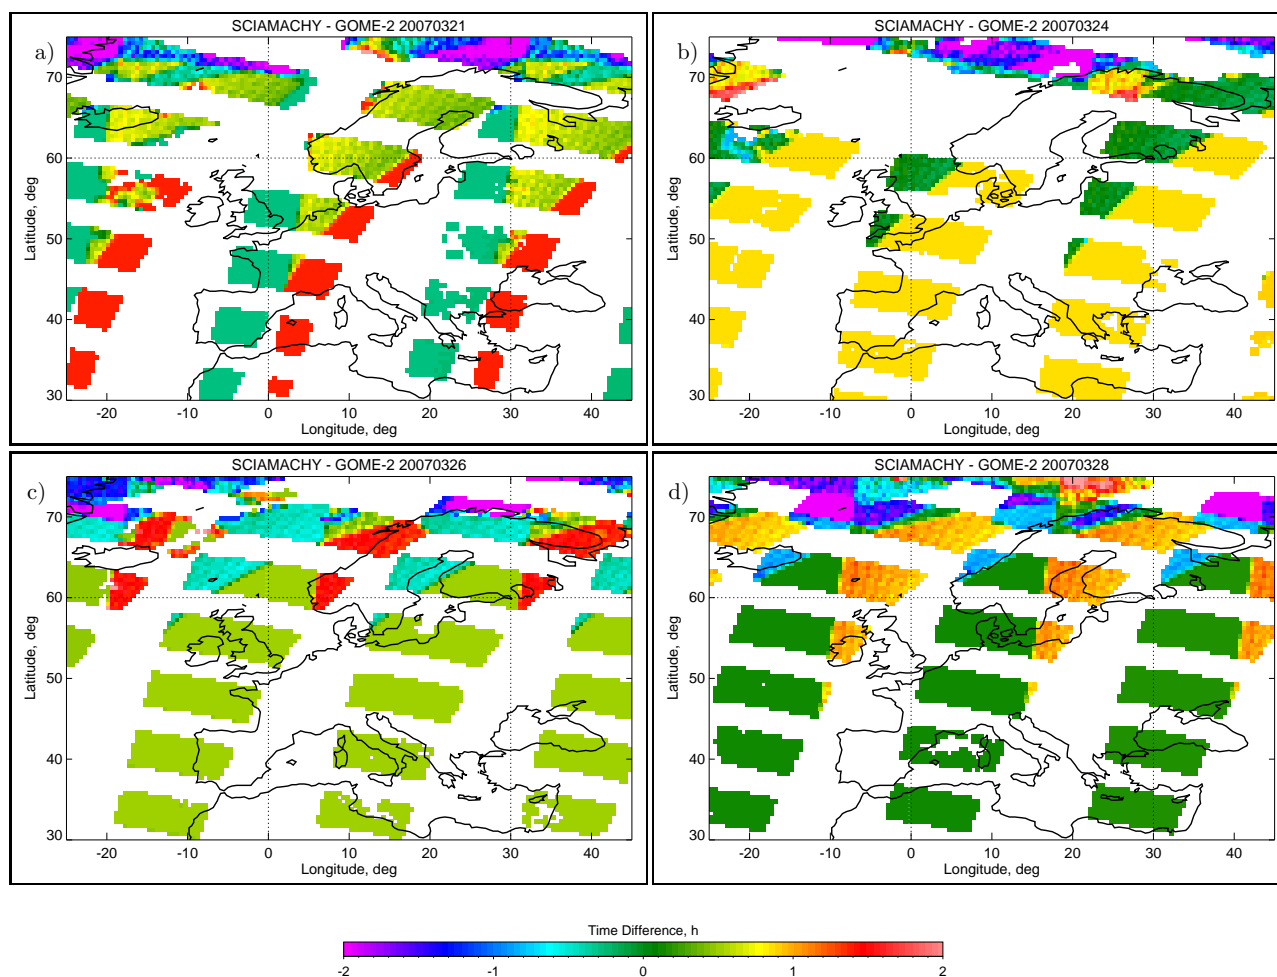 SCIAMACHY - GOME-2 20070321
a)
Latitude, deg
70
60
50
40
30
-20 -10 0 10 20 30 40
Longitude, deg
SCIAMACHY - GOME-2 20070324
b)
Latitude, deg
70
60
50
40
30
-20 -10 0 10 20 30 40
Longitude, deg
SCIAMACHY - GOME-2 20070326
c)
Latitude, deg
70
60
50
40
30
-20 -10 0 10 20 30 40
Longitude, deg
SCIAMACHY - GOME-2 20070328
d)
Latitude, deg
70
60
50
40
30
-20 -10 0 10 20 30 40
Longitude, deg
Time Difference, h
-2 -1 0 1 2